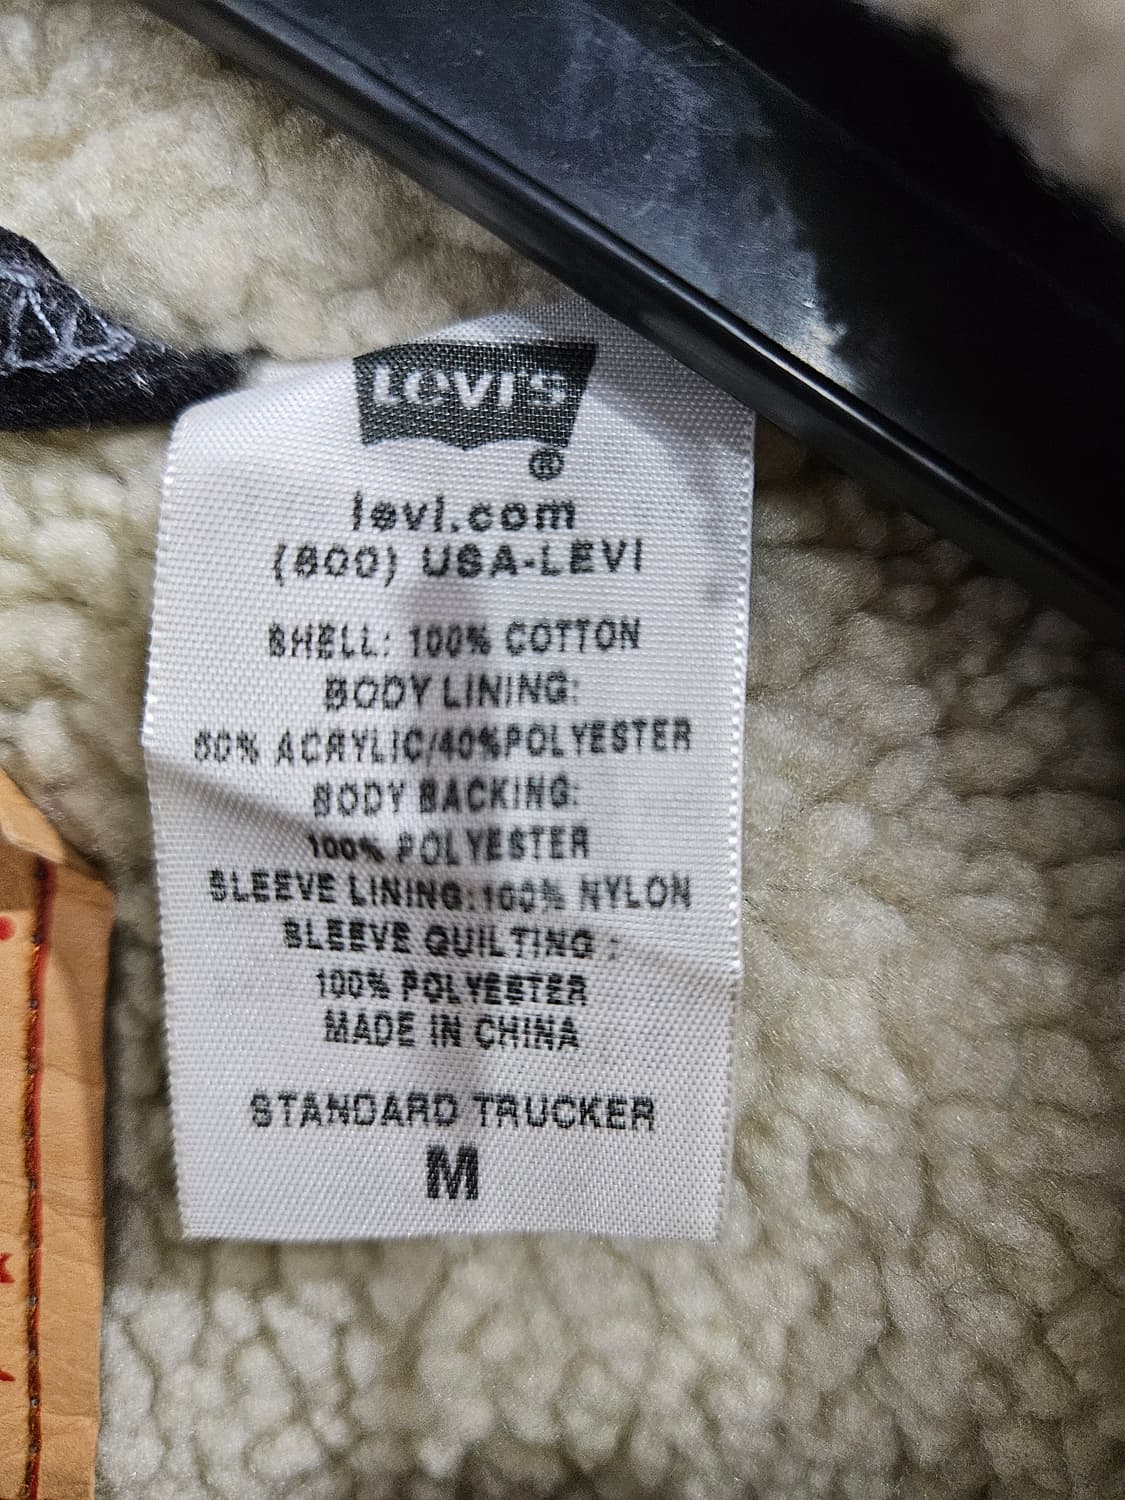 LEVI'S
®
levi.com
(800) USA-LEVI
SHELL: 100% COTTON
BODY LINING:
60% ACRYLIC/40%POLYESTER
BODY BACKING:
100% POLYESTER
SLEEVE LINING:100% NYLON
SLEEVE QUILTING :
100% POLYESTER
MADE IN CHINA
STANDARD TRUCKER
M